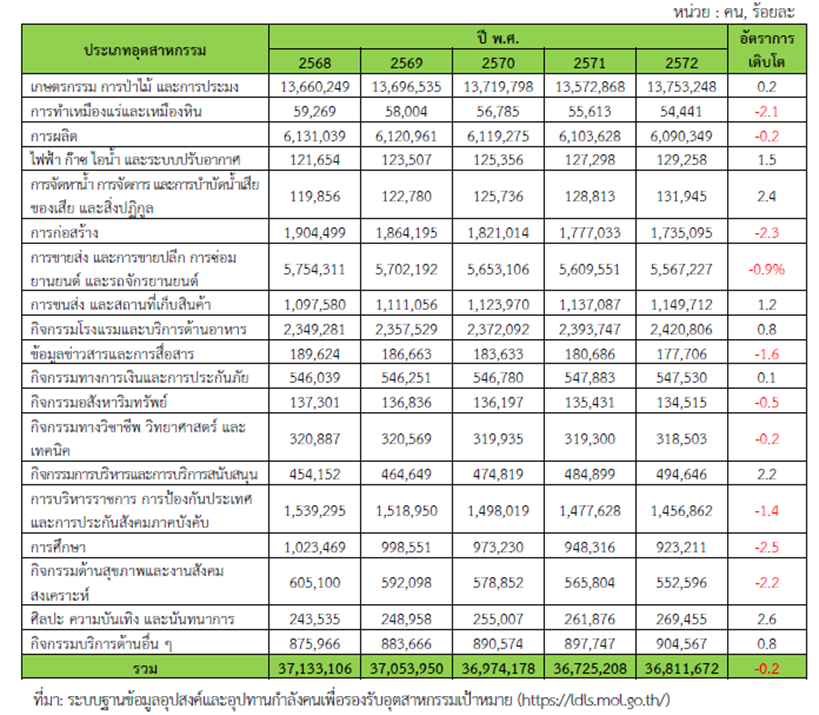 หน่วย : คน, ร้อยละ
ประเภทอุตสาหกรรม ปี พ.ศ. อัตราการเติบโต
2568 2569 2570 2571 2572
เกษตรกรรม การป่าไม้ และการประมง 13,660,249 13,696,535 13,719,798 13,572,868 13,753,248 0.2
การทำเหมืองแร่และเหมืองหิน 59,269 58,004 56,785 55,613 54,441 -2.1
การผลิต 6,131,039 6,120,961 6,119,275 6,103,628 6,090,349 -0.2
ไฟฟ้า ก๊าซ ไอน้ำ และระบบปรับอากาศ 121,654 123,507 125,356 127,298 129,258 1.5
การจัดหาน้ำ การจัดการ และการบำบัดน้ำเสีย
ของเสีย และสิ่งปฏิกูล 119,856 122,780 125,736 128,813 131,945 2.4
การก่อสร้าง 1,904,499 1,864,195 1,821,014 1,777,033 1,735,095 -2.3
การขายส่ง และการขายปลีก การซ่อม
ยานยนต์ และรถจักรยานยนต์ 5,754,311 5,702,192 5,653,106 5,609,551 5,567,227 -0.9%
การขนส่ง และสถานที่เก็บสินค้า 1,097,580 1,111,056 1,123,970 1,137,087 1,149,712 1.2
กิจกรรมโรงแรมและบริการด้านอาหาร 2,349,281 2,357,529 2,372,092 2,393,747 2,420,806 0.8
ข้อมูลข่าวสารและการสื่อสาร 189,624 186,663 183,633 180,686 177,706 -1.6
กิจกรรมทางการเงินและการประกันภัย 546,039 546,251 546,780 547,883 547,530 0.1
กิจกรรมอสังหาริมทรัพย์ 137,301 136,836 136,197 135,431 134,515 -0.5
กิจกรรมทางวิชาชีพ วิทยาศาสตร์ และ
เทคนิค 320,887 320,569 319,935 319,300 318,503 -0.2
กิจกรรมการบริหารและการบริการสนับสนุน 454,152 464,649 474,819 484,899 494,646 2.2
การบริหารราชการ การป้องกันประเทศ
และการประกันสังคมภาคบังคับ 1,539,295 1,518,950 1,498,019 1,477,628 1,456,862 -1.4
การศึกษา 1,023,469 998,551 973,230 948,316 923,211 -2.5
กิจกรรมด้านสุขภาพและงานสังคม
สงเคราะห์ 605,100 592,098 578,852 565,804 552,596 -2.2
ศิลปะ ความบันเทิง และนันทนาการ 243,535 248,958 255,007 261,876 269,455 2.6
กิจกรรมบริการด้านอื่น ๆ 875,966 883,666 890,574 897,747 904,567 0.8
รวม 37,133,106 37,053,950 36,974,178 36,725,208 36,811,672 -0.2
ที่มา: ระบบฐานข้อมูลอุปสงค์และอุปทานกำลังคนเพื่อรองรับอุตสาหกรรมเป้าหมาย (https://ldls.mol.go.th/)